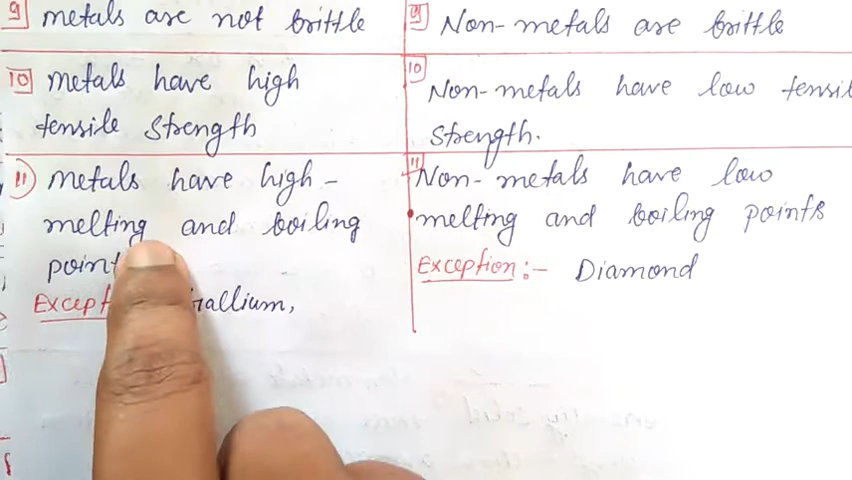 9 metals are not brittle
9 Non-metals are brittle
10 metals have high
tensile strength
10
Non-metals have low tensil
strength.
11 metals have high-
melting and boiling
point
Except allium,
11 Non-metals have low
melting and boiling points
Exception:- Diamond